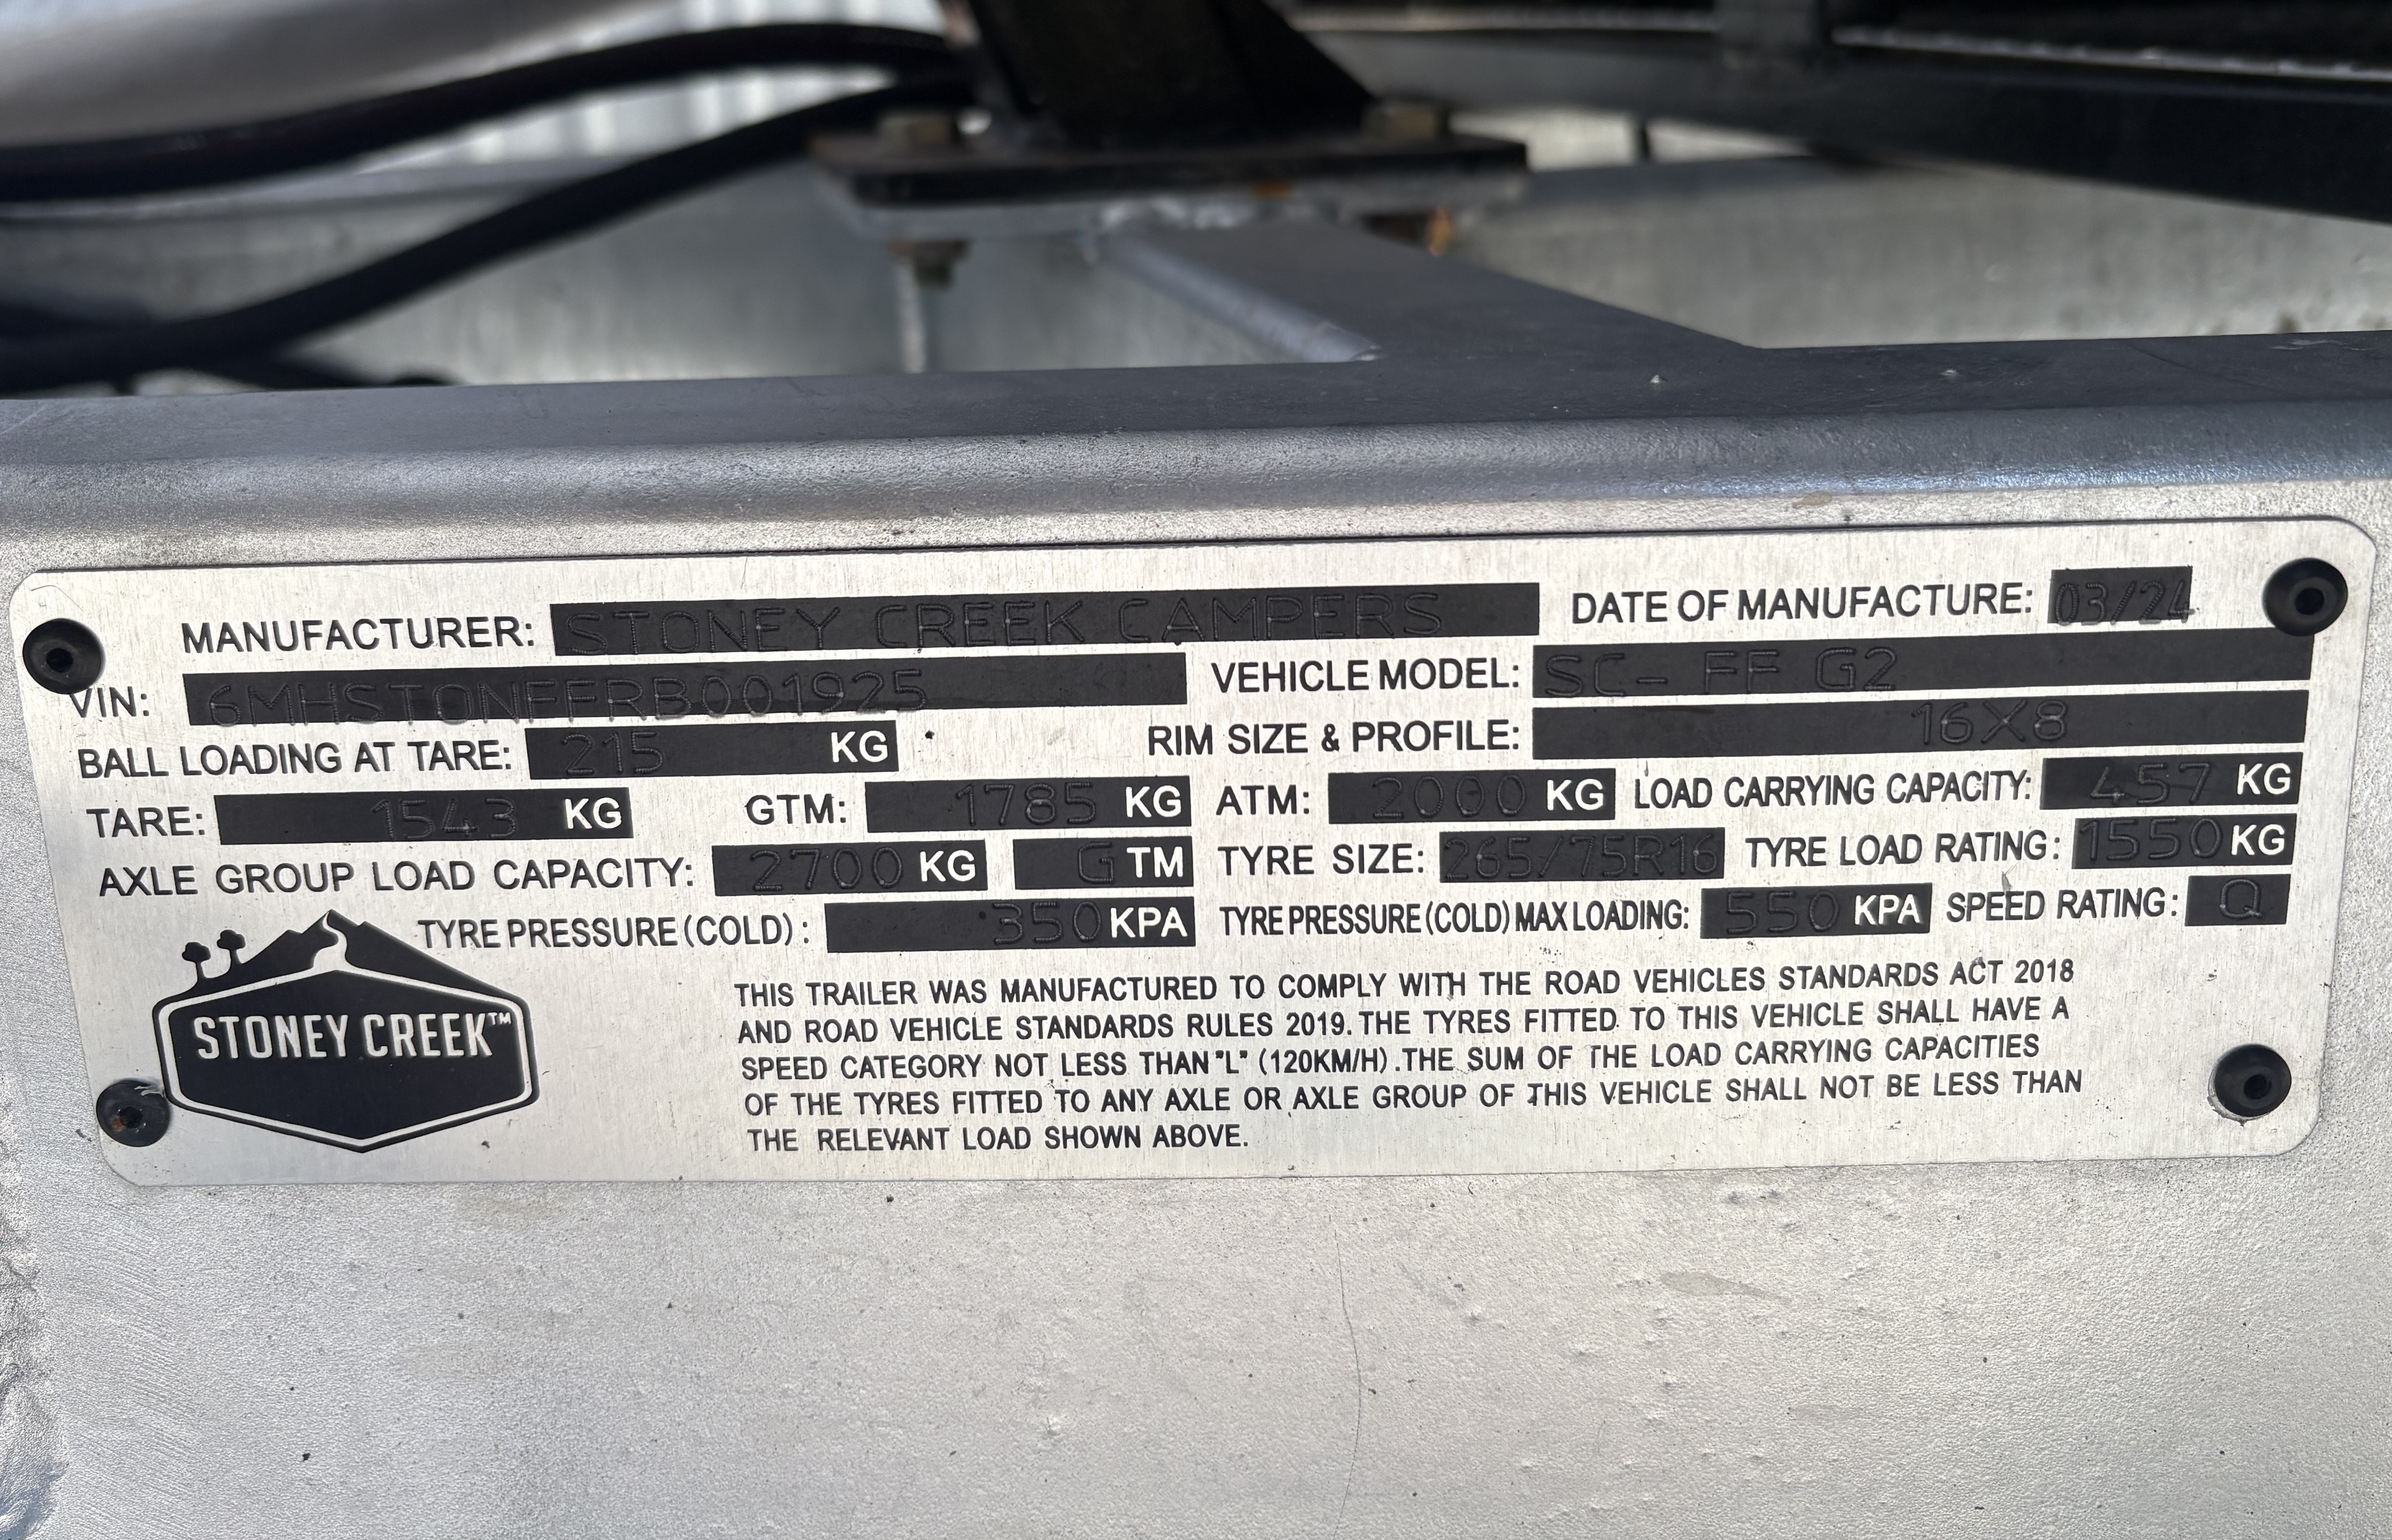 MANUFACTURER: STONEY CREEK CAMPERS DATE OF MANUFACTURE: 03/24
VIN: 6MHSTONFFRB001925 VEHICLE MODEL: SC- FF G2
BALL LOADING AT TARE: 215 KG RIM SIZE & PROFILE: 16X8
TARE: 1543 KG GTM: 1785 KG ATM: 2000 KG LOAD CARRYING CAPACITY: 457 KG
AXLE GROUP LOAD CAPACITY: 2700 KG G TM TYRE SIZE: 265/75R16 TYRE LOAD RATING: 1550 KG
TYRE PRESSURE (COLD): 350 KPA TYRE PRESSURE (COLD) MAX LOADING: 550 KPA SPEED RATING: Q
STONEY CREEK™
THIS TRAILER WAS MANUFACTURED TO COMPLY WITH THE ROAD VEHICLES STANDARDS ACT 2018
AND ROAD VEHICLE STANDARDS RULES 2019. THE TYRES FITTED TO THIS VEHICLE SHALL HAVE A
SPEED CATEGORY NOT LESS THAN "L" (120KM/H). THE SUM OF THE LOAD CARRYING CAPACITIES
OF THE TYRES FITTED TO ANY AXLE OR AXLE GROUP OF THIS VEHICLE SHALL NOT BE LESS THAN
THE RELEVANT LOAD SHOWN ABOVE.